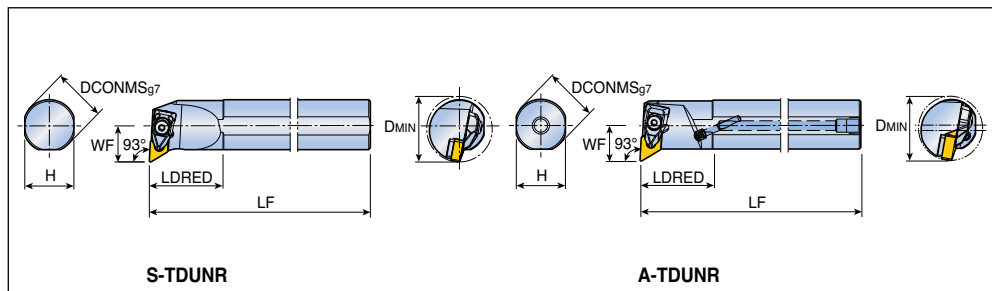 DCONMSg7
WF
93°
H
LDRED
LF
DMIN
S-TDUNR
DCONMSg7
WF
93°
H
LDRED
LF
DMIN
A-TDUNR